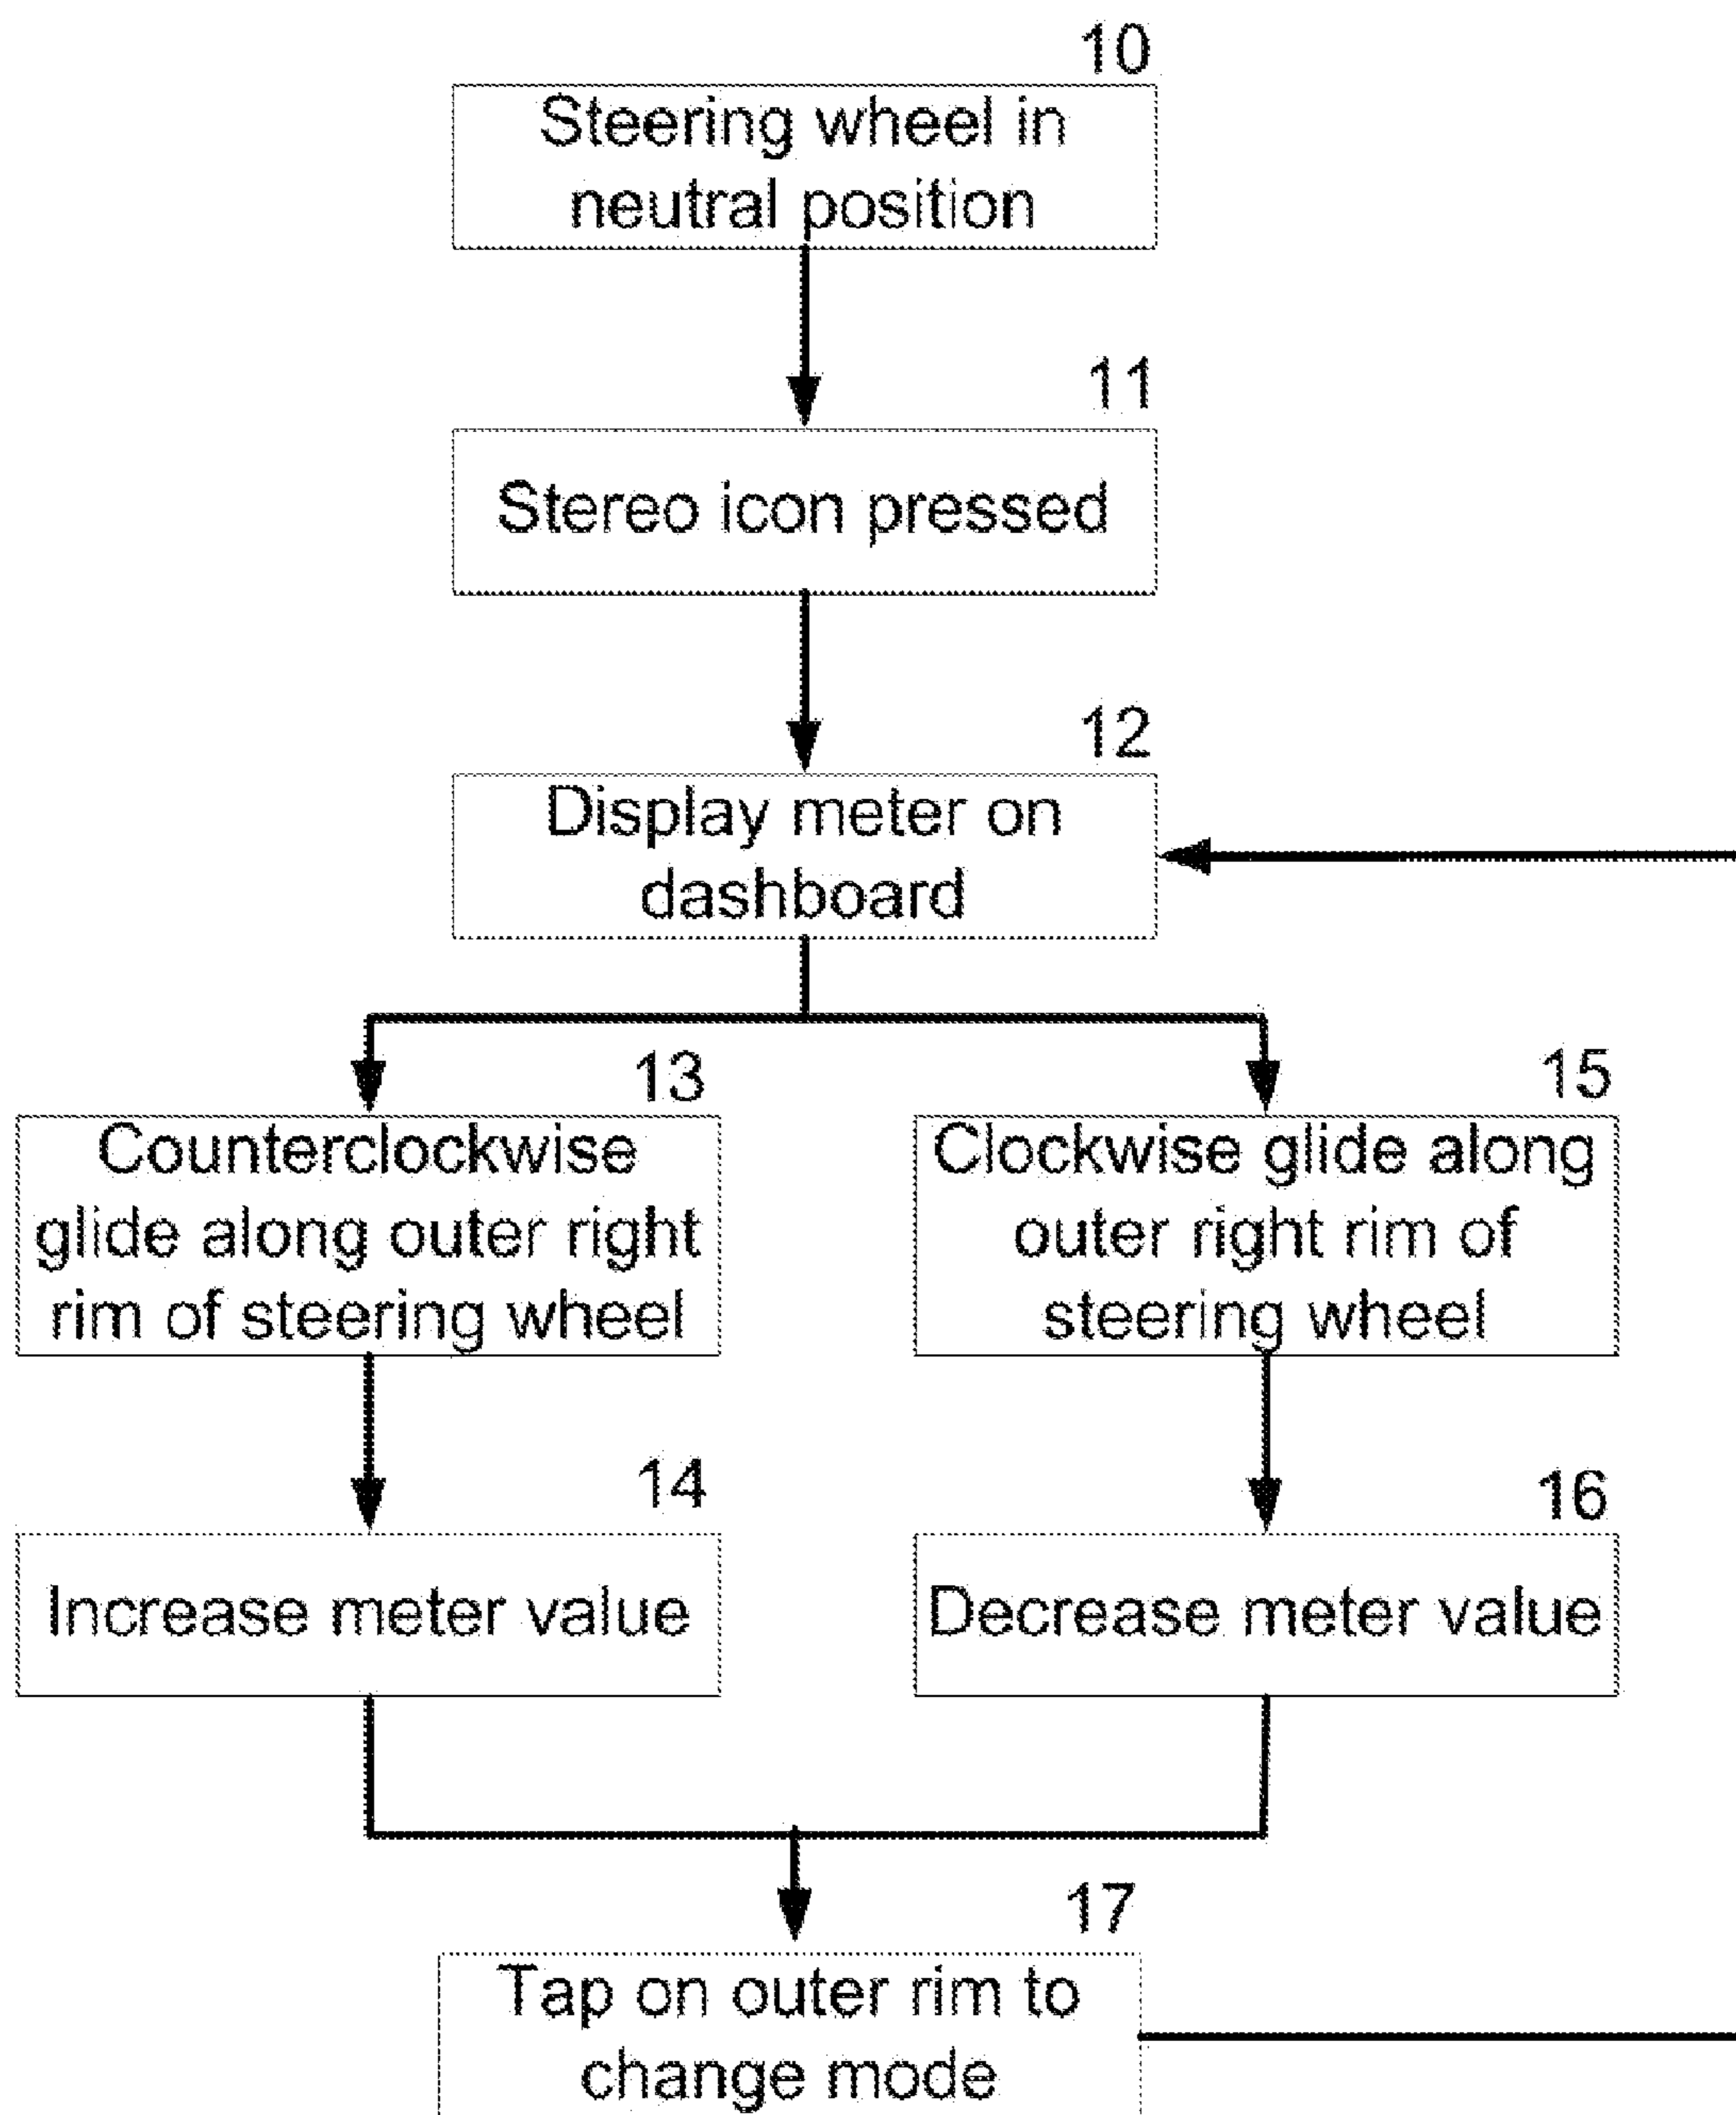 10
Steering wheel in
neutral position
11
Stereo icon pressed
12
Display meter on
dashboard
13
Counterclockwise
glide along outer right
rim of steering wheel
15
Clockwise glide along
outer right rim of
steering wheel
14
Increase meter value
16
Decrease meter value
17
Tap on outer rim to
change mode